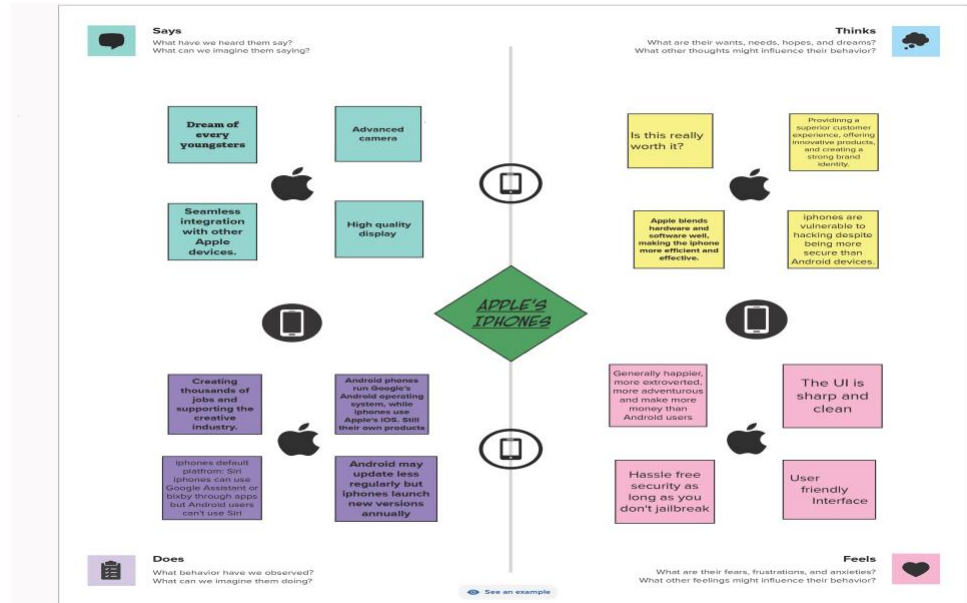 Says
What have we heard them say?
What can we imagine them saying?
Thinks
What are their wants, needs, hopes, and dreams?
What other thoughts might influence their behavior?
Dream of
every
youngsters
Advanced
camera
Seamless
integration
with other
Apple
devices.
High quality
display
Is this really
worth it?
Providinng a
superior customer
experience, offering
innovative products,
and creating a
strong brand
identity.
Apple blends
hardware and
software well,
making the iphone
more efficient and
effective.
iphones are
vulnerable to
hacking despite
being more
secure than
Android devices.
APPLE'S
IPHONES
Creating
thousands of
jobs and
supporting the
creative
industry.
Android phones
run Google's
Android operating
system, while
iphones use
Apple's iOS. Still
their own products
Iphones default
platfrom: Siri
iphones can use
Google Assistant or
bixby through apps
but Android users
can't use Siri
Android may
update less
regularly but
iphones launch
new versions
annually
Generally happier,
more extroverted,
more adventurous
and make more
money than
Android users
The UI is
sharp and
clean
Hassle free
security as
long as you
don't jailbreak
User
friendly
Interface
Does
What behavior have we observed?
What can we imagine them doing?
Feels
What are their fears, frustrations, and anxieties?
What other feelings might influence their behavior?
See an example